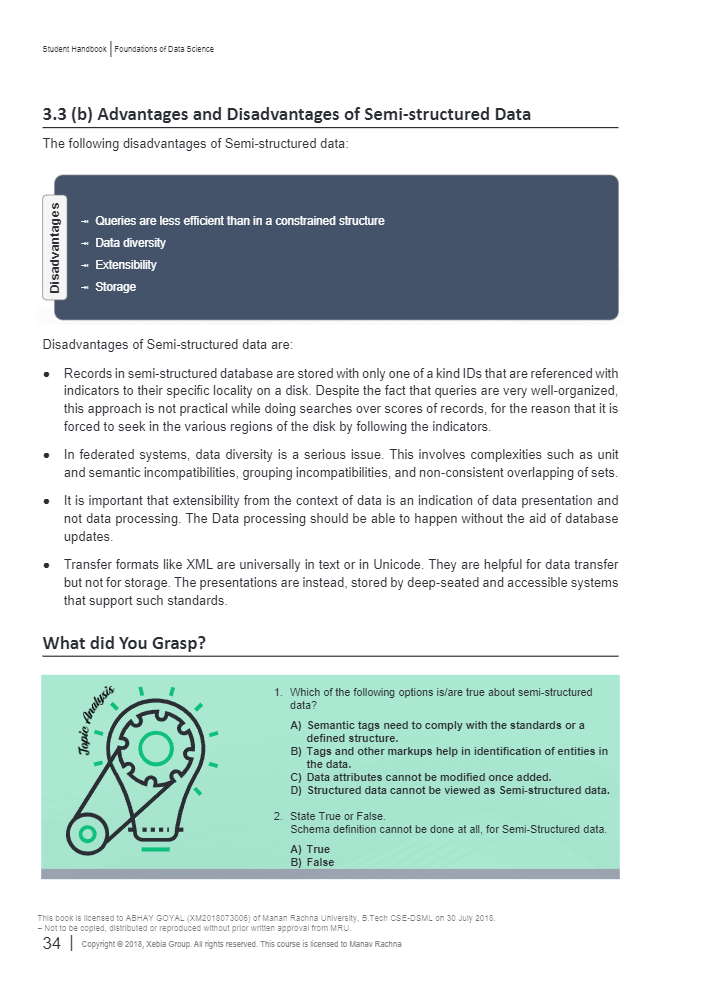 Student Handbook | Foundations of Data Science
3.3 (b) Advantages and Disadvantages of Semi-structured Data
The following disadvantages of Semi-structured data:
Disadvantages
→ Queries are less efficient than in a constrained structure
→ Data diversity
→ Extensibility
→ Storage
Disadvantages of Semi-structured data are:
● Records in semi-structured database are stored with only one of a kind IDs that are referenced with
indicators to their specific locality on a disk. Despite the fact that queries are very well-organized,
this approach is not practical while doing searches over scores of records, for the reason that it is
forced to seek in the various regions of the disk by following the indicators.
● In federated systems, data diversity is a serious issue. This involves complexities such as unit
and semantic incompatibilities, grouping incompatibilities, and non-consistent overlapping of sets.
● It is important that extensibility from the context of data is an indication of data presentation and
not data processing. The Data processing should be able to happen without the aid of database
updates.
● Transfer formats like XML are universally in text or in Unicode. They are helpful for data transfer
but not for storage. The presentations are instead, stored by deep-seated and accessible systems
that support such standards.
What did You Grasp?
Topic Analysis
1. Which of the following options is/are true about semi-structured
data?
A) Semantic tags need to comply with the standards or a
defined structure.
B) Tags and other markups help in identification of entities in
the data.
C) Data attributes cannot be modified once added.
D) Structured data cannot be viewed as Semi-structured data.
2. State True or False.
Schema definition cannot be done at all, for Semi-Structured data.
A) True
B) False
This book is licensed to ABHAY GOYAL (XM2018073006) of Manan Rachna University, B.Tech CSE-DSML on 30 July 2018.
– Not to be copied, distributed or reproduced without prior written approval from MRU.
34 | Copyright © 2018, Xebia Group. All rights reserved. This course is licensed to Manav Rachna